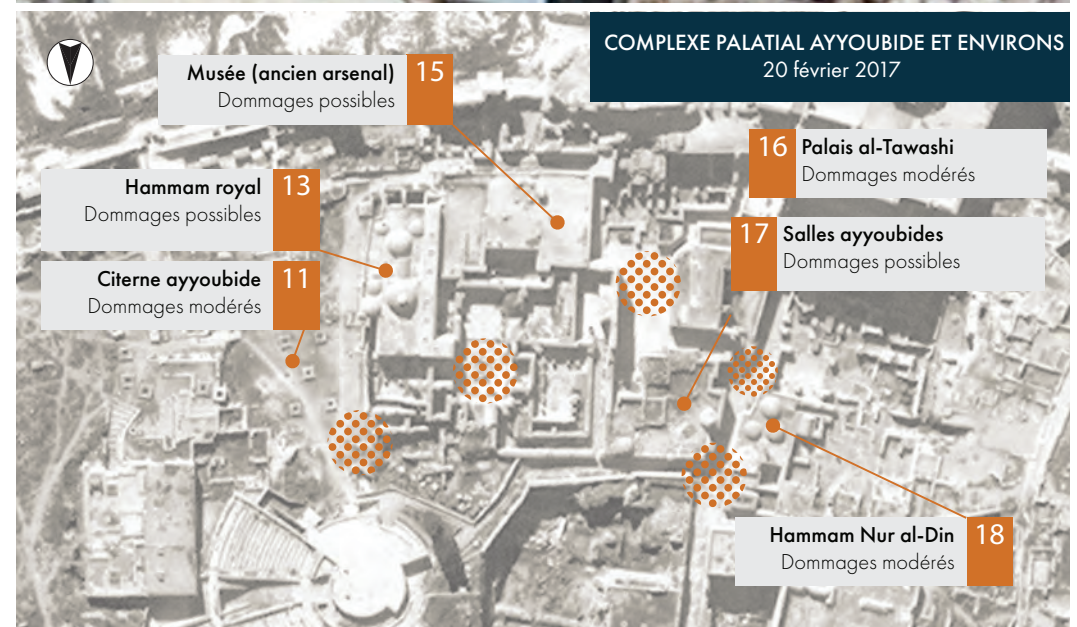 COMPLEXE PALATIAL AYYOUBIDE ET ENVIRONS
20 février 2017
15
Musée (ancien arsenal)
Dommages possibles
16
Palais al-Tawashi
Dommages modérés
13
Hammam royal
Dommages possibles
17
Salles ayyoubides
Dommages possibles
11
Citerne ayyoubide
Dommages modérés
18
Hammam Nur al-Din
Dommages modérés